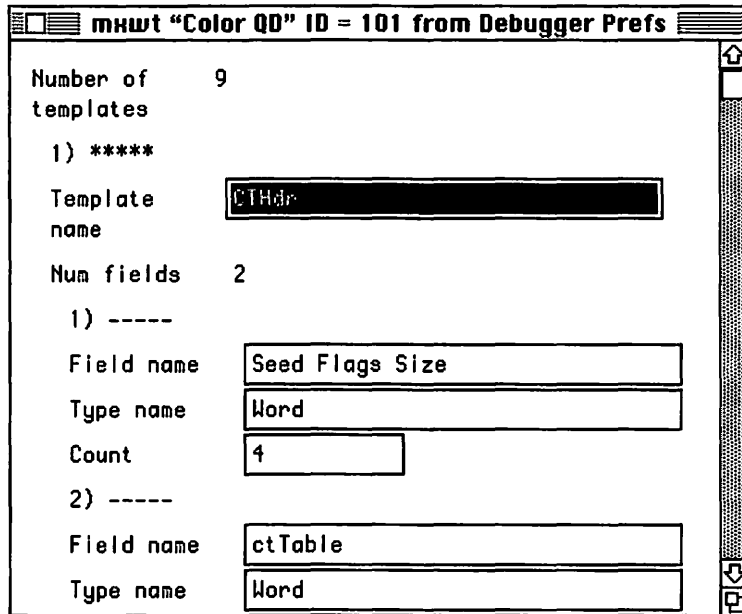 mxwt “Color QD” ID = 101 from Debugger Prefs
Number of 9
templates
1) *****
Template CTHdr
name
Num fields 2
1) -----
Field name Seed Flags Size
Type name Word
Count 4
2) -----
Field name ctTable
Type name Word